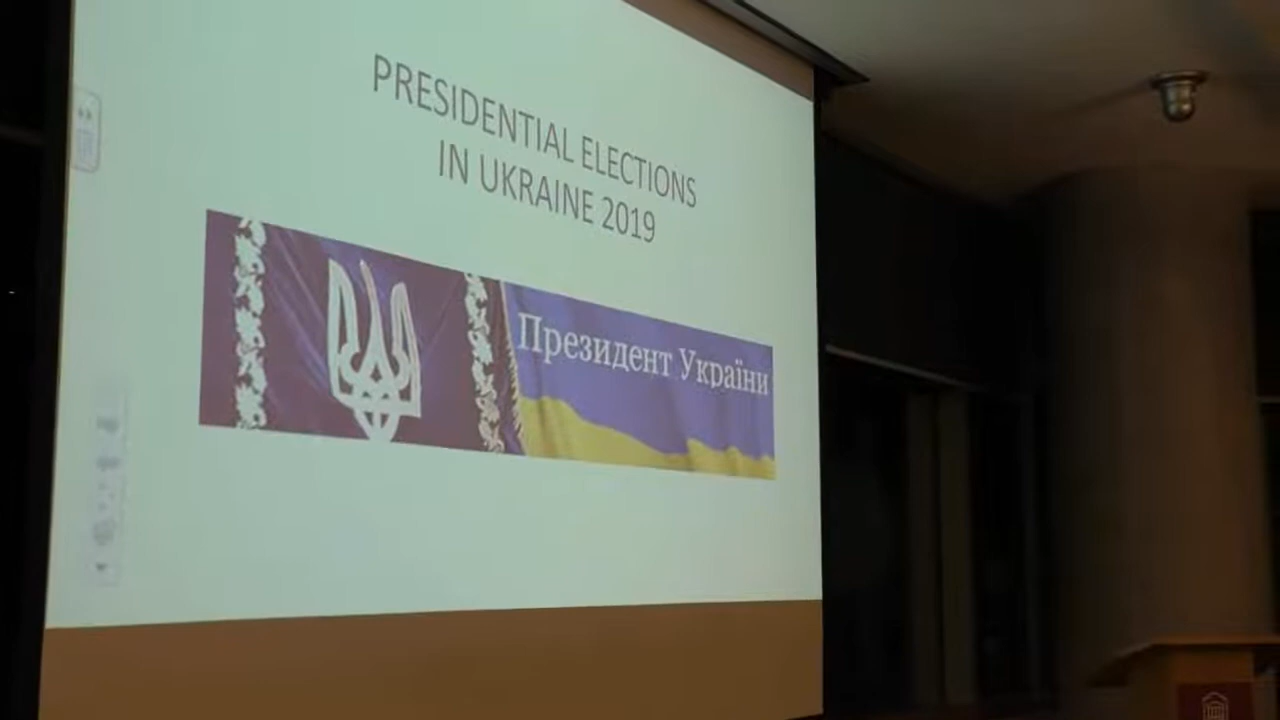 PRESIDENTIAL ELECTIONS
IN UKRAINE 2019
Президент України